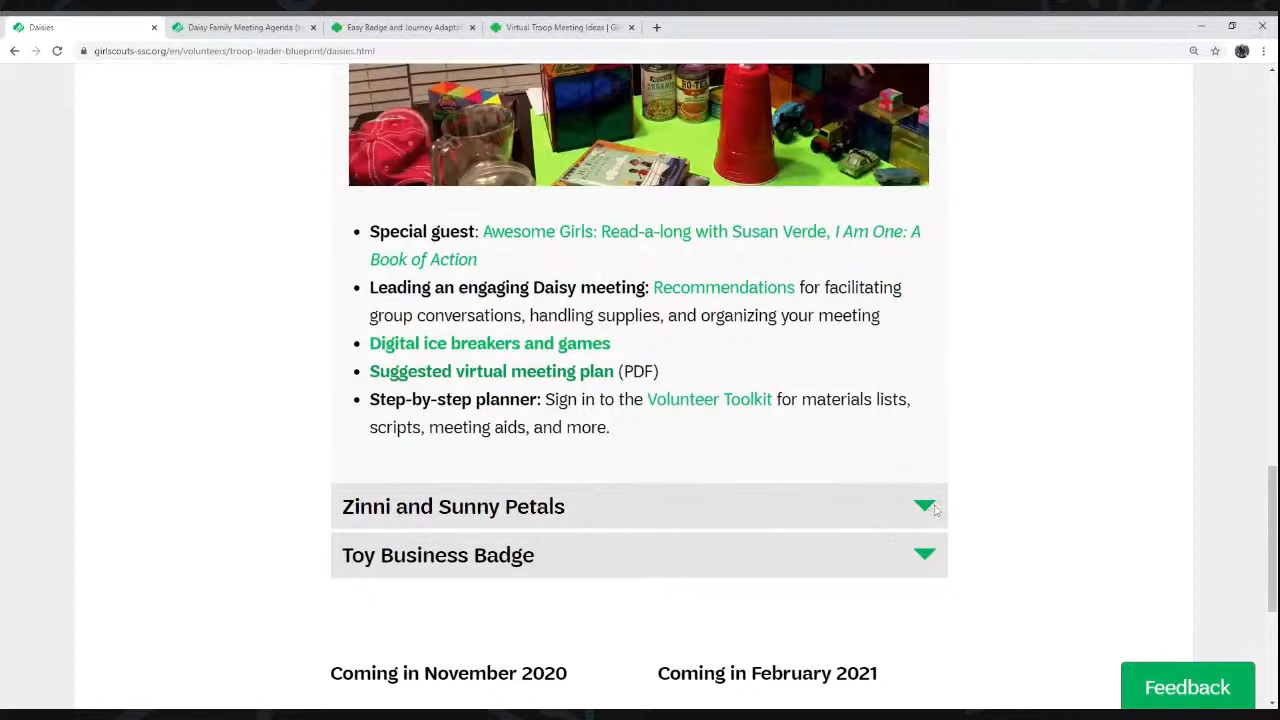 Daisies
Daisy Family Meeting Agenda (s
Easy Badge and Journey Adapta
Virtual Troop Meeting Ideas | Gi
girlscouts-ssc.org/en/volunteers/troop-leader-blueprint/daisies.html
ORGANIC
Special guest: Awesome Girls: Read-a-long with Susan Verde, I Am One: A
Book of Action
Leading an engaging Daisy meeting: Recommendations for facilitating
group conversations, handling supplies, and organizing your meeting
Digital ice breakers and games
Suggested virtual meeting plan (PDF)
Step-by-step planner: Sign in to the Volunteer Toolkit for materials lists,
scripts, meeting aids, and more.
Zinni and Sunny Petals
Toy Business Badge
Coming in November 2020
Coming in February 2021
Feedback